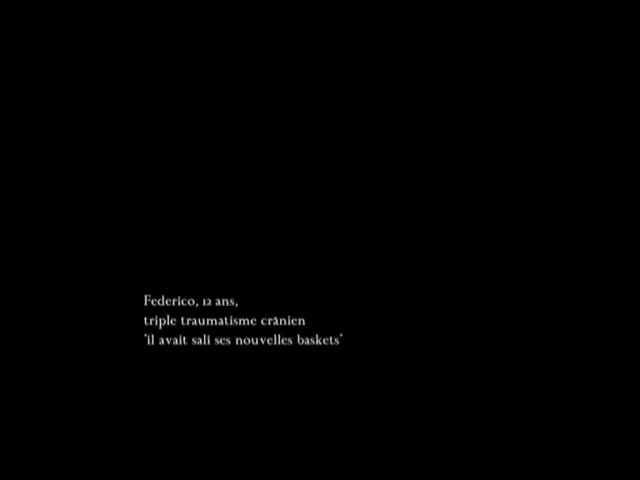 Federico, 12 ans,
triple traumatisme crânien
"il avait sali ses nouvelles baskets"